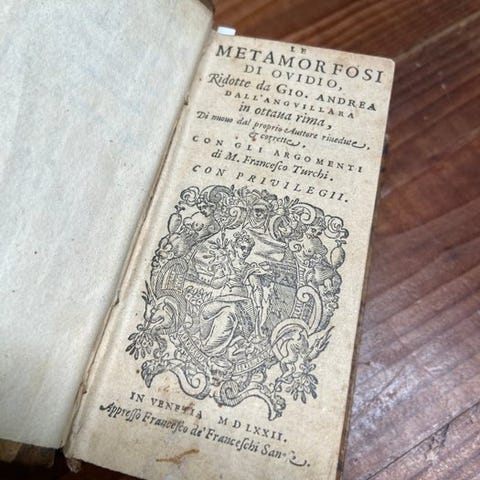 LE
METAMORFOSI
DI OVIDIO,
Ridotte da GIO. ANDREA
DALL'ANGVILLARA
in ottaua rima,
Di nuouo dal proprio Auttore riuedute,
& corrette.
CON GLI ARGOMENTI
di M. Francesco Turchi.
CON PRIVILEGII.
IN VENETIA MDLXXII.
Appresso Francesco de' Franceschi San